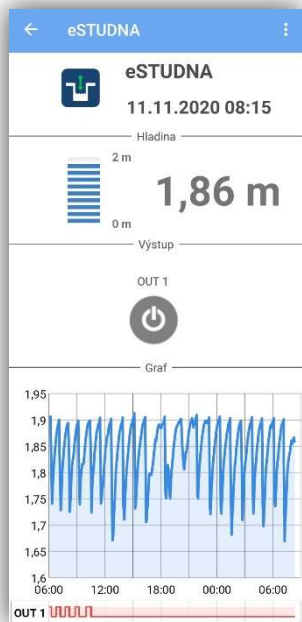 eSTUDNA
eSTUDNA
11.11.2020 08:15
Hladina
2 m
1,86 m
0 m
Výstup
OUT 1
Graf
1,95
1,9
1,85
1,8
1,75
1,7
1,65
1,6
06:00 12:00 18:00 00:00 06:00
OUT 1